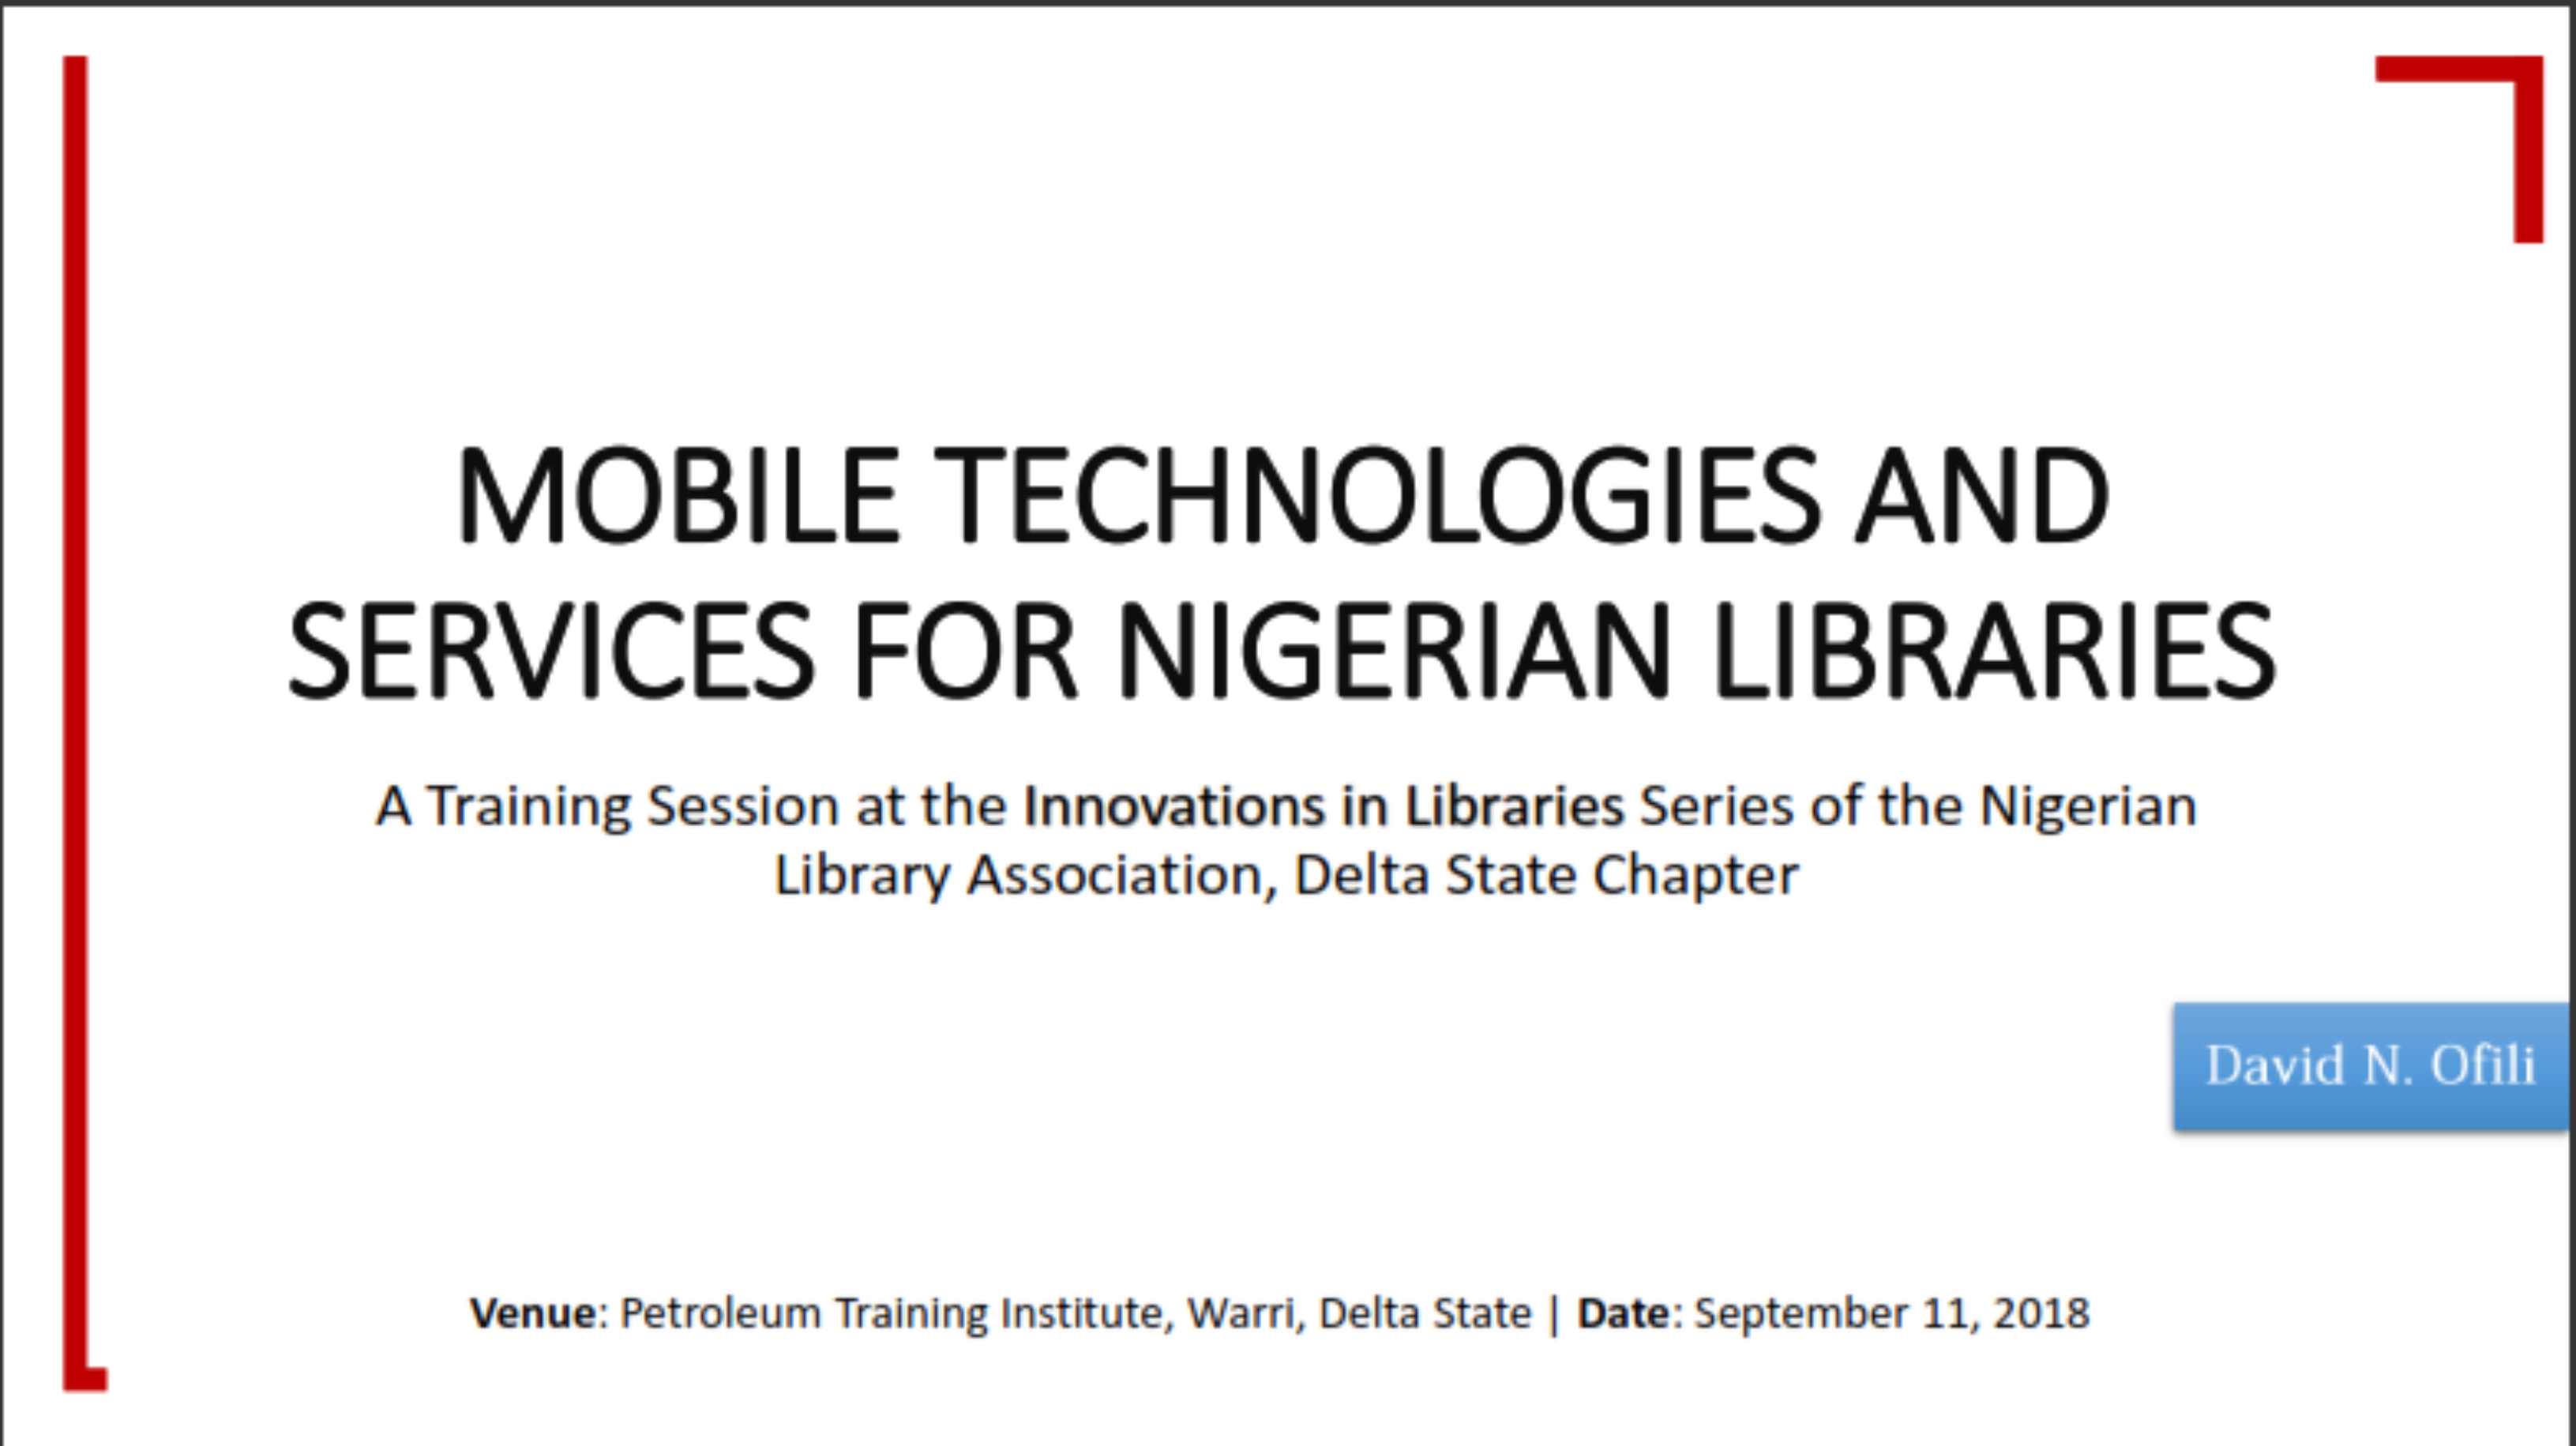 MOBILE TECHNOLOGIES AND
SERVICES FOR NIGERIAN LIBRARIES
A Training Session at the Innovations in Libraries Series of the Nigerian
Library Association, Delta State Chapter
David N. Ofili
Venue: Petroleum Training Institute, Warri, Delta State | Date: September 11, 2018